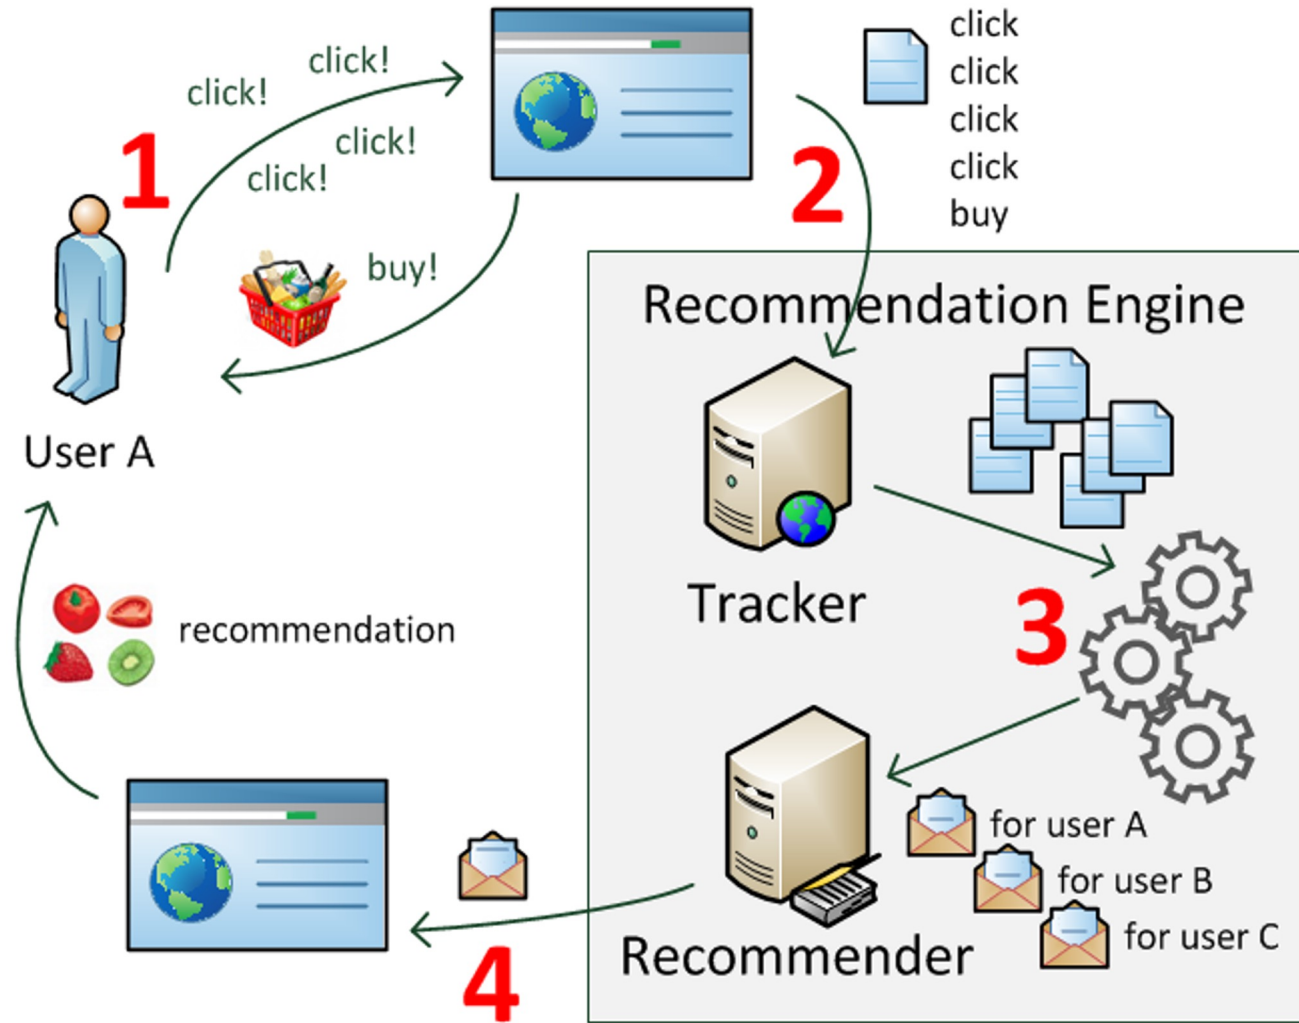 click!
click!
click!
click!
1
buy!
User A
2
click
click
click
click
buy
Recommendation Engine
Tracker
3
Recommender
for user A
for user B
for user C
4
recommendation